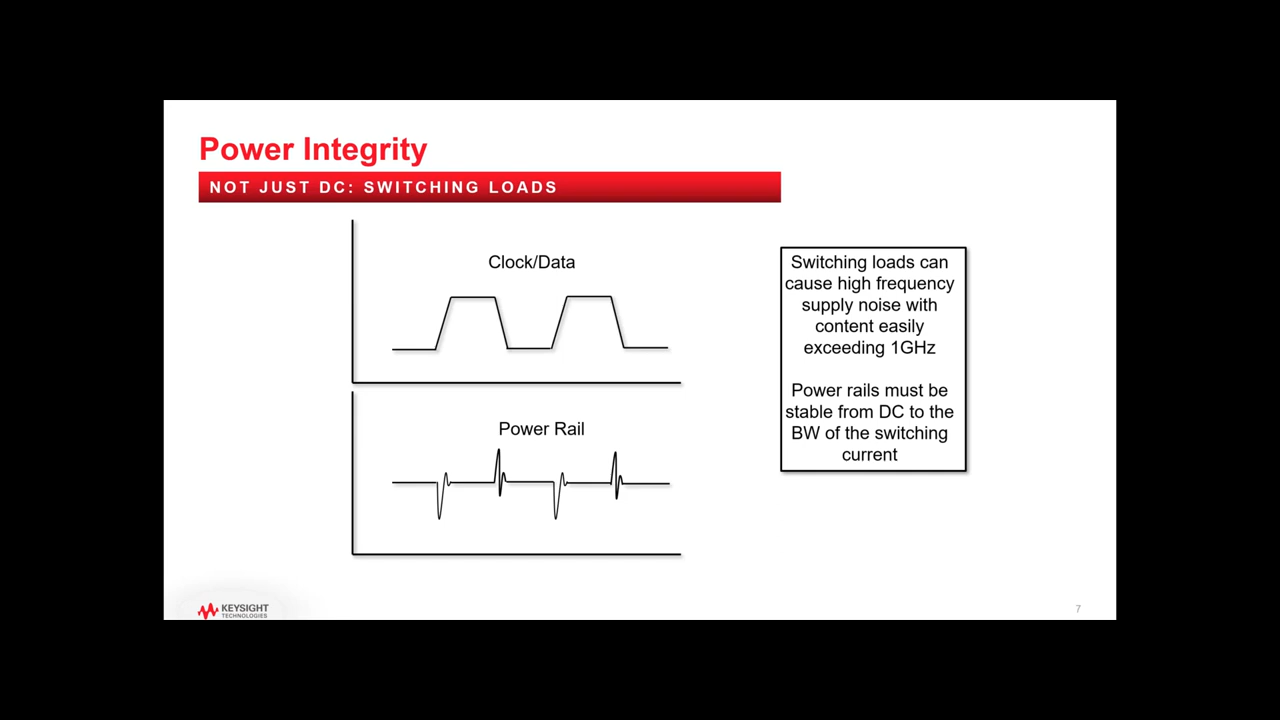 Power Integrity
NOT JUST DC: SWITCHING LOADS
Clock/Data
Power Rail
Switching loads can
cause high frequency
supply noise with
content easily
exceeding 1GHz
Power rails must be
stable from DC to the
BW of the switching
current
KEYSIGHT
TECHNOLOGIES
7